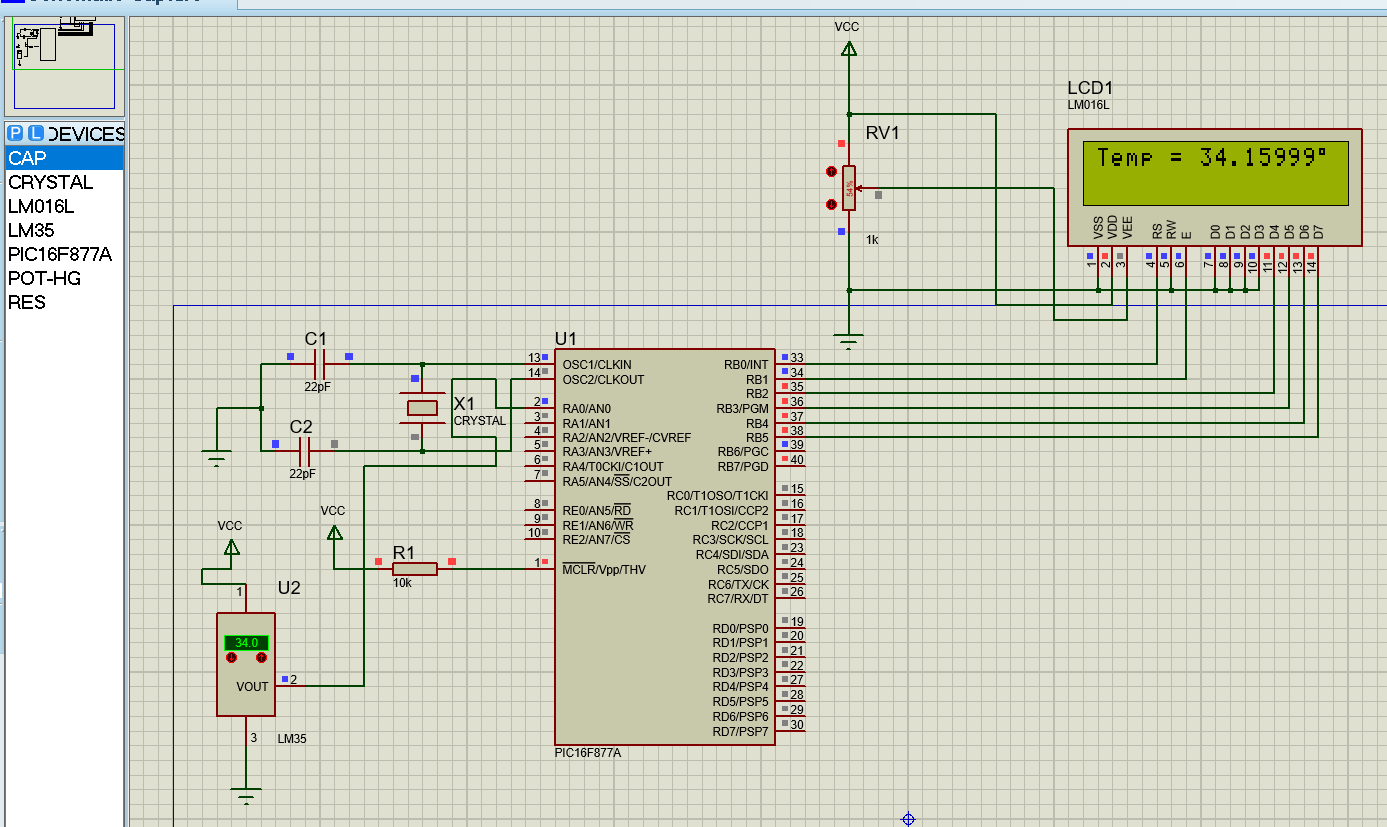 DEVICES
P L
CAP
CRYSTAL
LM016L
LM35
PIC16F877A
POT-HG
RES
VCC
RV1
54%
1k
LCD1
LM016L
Temp = 34.15999°
VSS VDD VEE RS RW E D0 D1 D2 D3 D4 D5 D6 D7
1 2 3 4 5 6 7 8 9 10 11 12 13 14
C1
22pF
C2
22pF
X1
CRYSTAL
VCC
VCC
R1
10k
U2
1
34.0
VOUT
2
3
LM35
U1
13 OSC1/CLKIN
14 OSC2/CLKOUT
2 RA0/AN0
3 RA1/AN1
4 RA2/AN2/VREF-/CVREF
5 RA3/AN3/VREF+
6 RA4/T0CKI/C1OUT
7 RA5/AN4/SS/C2OUT
8 RE0/AN5/RD
9 RE1/AN6/WR
10 RE2/AN7/CS
1 MCLR/Vpp/THV
RB0/INT 33
RB1 34
RB2 35
RB3/PGM 36
RB4 37
RB5 38
RB6/PGC 39
RB7/PGD 40
RC0/T1OSO/T1CKI 15
RC1/T1OSI/CCP2 16
RC2/CCP1 17
RC3/SCK/SCL 18
RC4/SDI/SDA 23
RC5/SDO 24
RC6/TX/CK 25
RC7/RX/DT 26
RD0/PSP0 19
RD1/PSP1 20
RD2/PSP2 21
RD3/PSP3 22
RD4/PSP4 27
RD5/PSP5 28
RD6/PSP6 29
RD7/PSP7 30
PIC16F877A